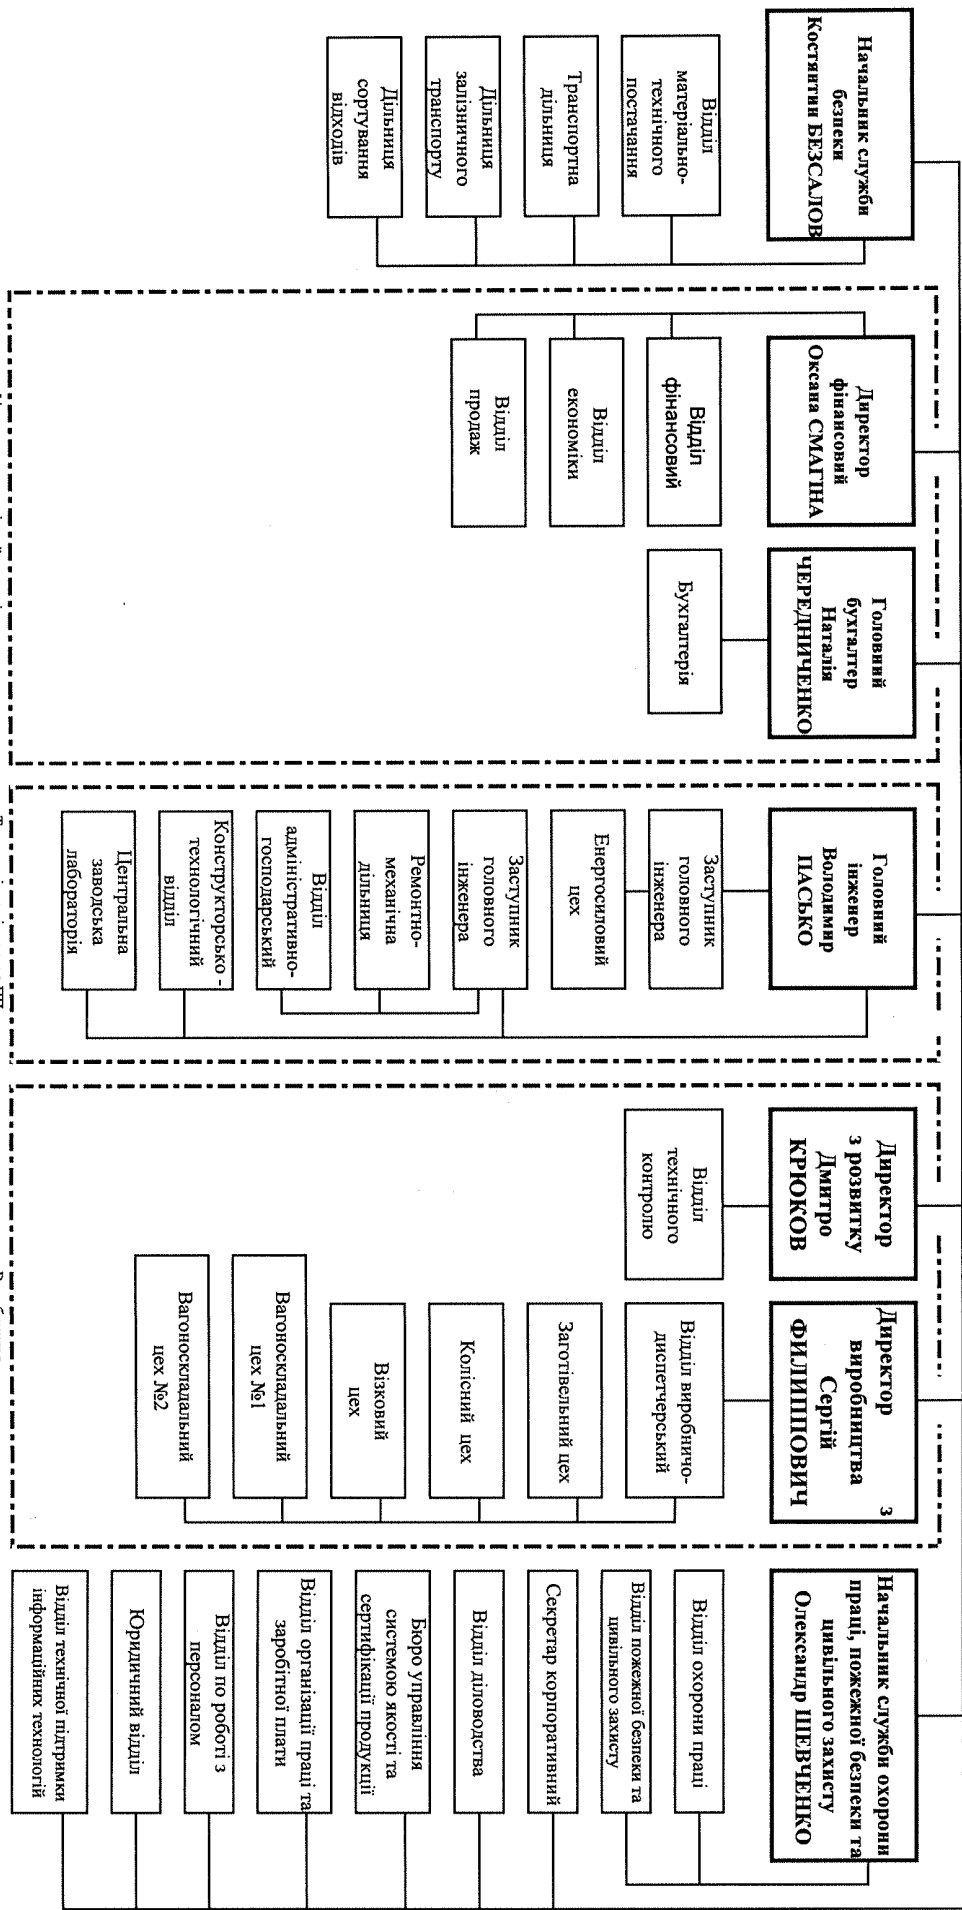 Начальник служби
безпеки
Костянтин БЕЗСАЛОВ
Відділ
матеріально-
технічного
постачання
Транспортна
дільниця
Дільниця
залізничного
транспорту
Дільниця
сортування
відходів
Директор
фінансовий
Оксана СМАГІНА
Відділ
фінансовий
Відділ
економіки
Відділ
продаж
Головний
бухгалтер
Наталія
ЧЕРЕДНИЧЕНКО
Бухгалтерія
Головний
інженер
Володимир
ПАСЬКО
Заступник
головного
інженера
Енергосиловий
цех
Заступник
головного
інженера
Ремонтно-
механічна
дільниця
Відділ
адміністративно-
господарський
Конструкторсько -
технологічний
відділ
Центральна
заводська
лабораторія
Директор
з розвитку
Дмитро
КРЮКОВ
Відділ
технічного
контролю
Директор з
виробництва
Сергій
ФИЛИППОВИЧ
Відділ виробничо-
диспетчерський
Заготівельний цех
Колісний цех
Візковий
цех
Вагоноскладальний
цех №1
Вагоноскладальний
цех №2
Начальник служби охорони
праці, пожежної безпеки та
цивільного захисту
Олександр ШЕВЧЕНКО
Відділ охорони праці
Відділ пожежної безпеки та
цивільного захисту
Секретар корпоративний
Відділ діловодства
Бюро управління
системою якості та
сертифікації продукції
Відділ організації праці та
заробітної плати
Відділ по роботі з
персоналом
Юридичний відділ
Відділ технічної підтримки
інформаційних технологій